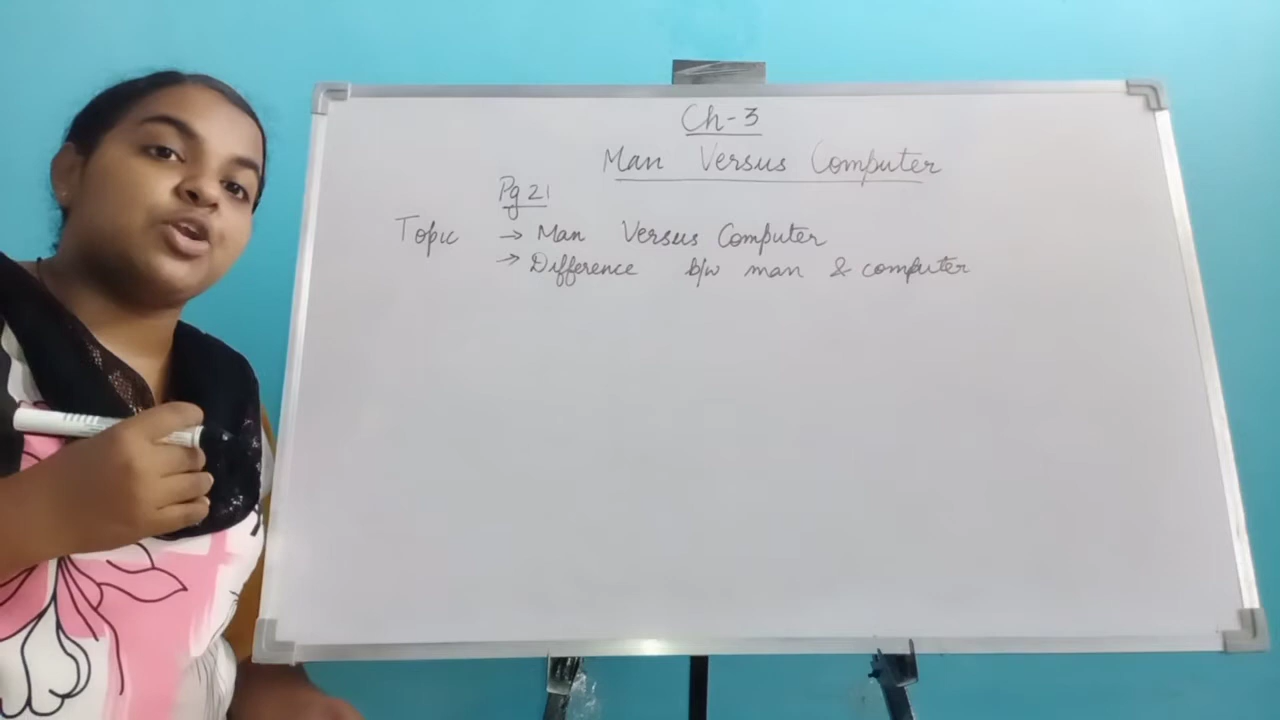 Ch-3
Man Versus Computer
Pg 21
Topic → Man Versus Computer
→ Difference b/w man & computer